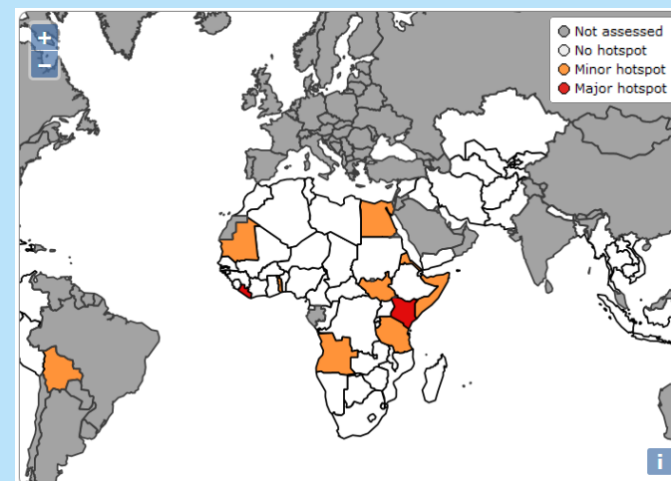 +
−
Not assessed
No hotspot
Minor hotspot
Major hotspot
i